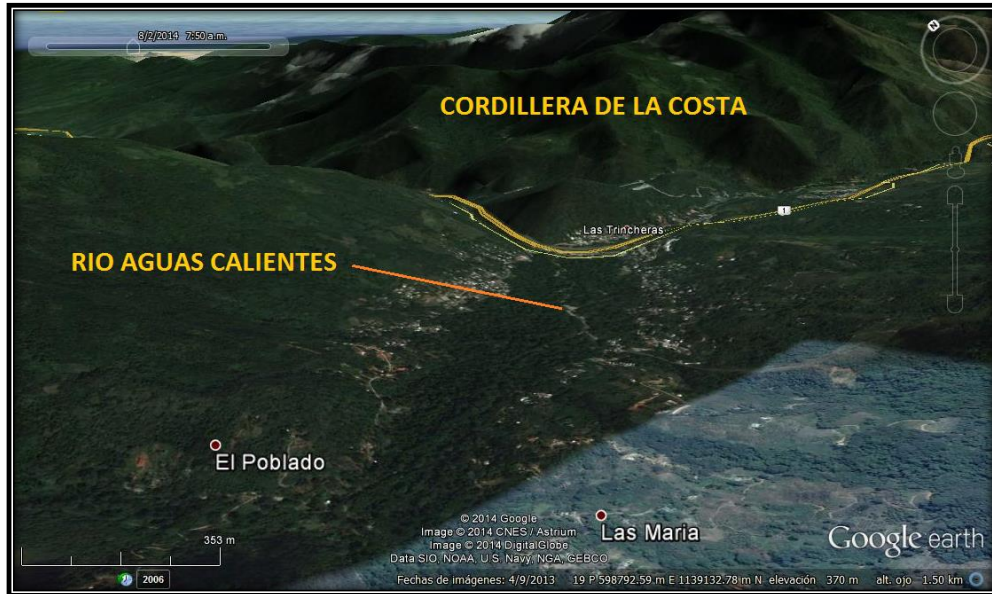 8/2/2014 7:50 a.m.
CORDILLERA DE LA COSTA
1
Las Trincheras
RIO AGUAS CALIENTES
El Poblado
Las Maria
353 m
© 2014 Google
Image © 2014 CNES / Astrium
Image © 2014 DigitalGlobe
Data SIO, NOAA, U.S. Navy, NGA, GEBCO
Google earth
2006
Fechas de imágenes: 4/9/2013 19 P 598792.59 m E 1139132.78 m N elevación 370 m alt. ojo 1.50 km
N